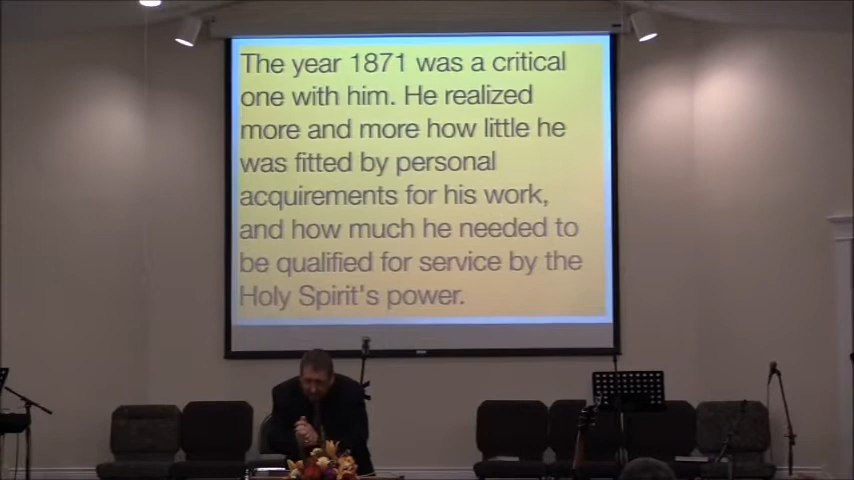 The year 1871 was a critical
one with him. He realized
more and more how little he
was fitted by personal
acquirements for his work,
and how much he needed to
be qualified for service by the
Holy Spirit's power.